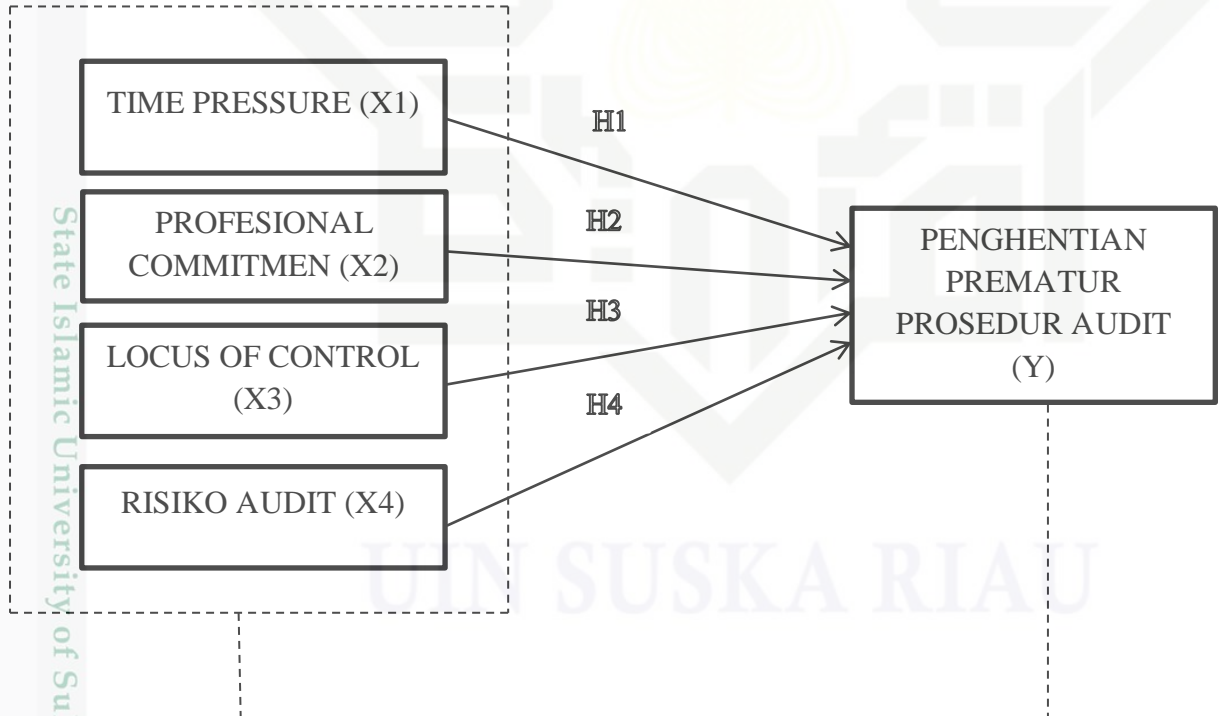 TIME PRESSURE (X1)
H1
PROFESIONAL
COMMITMEN (X2)
H2
LOCUS OF CONTROL
(X3)
H3
RISIKO AUDIT (X4)
H4
PENGHENTIAN
PREMATUR
PROSEDUR AUDIT
(Y)
UIN SUSKA RIAU
State Islamic University of Su